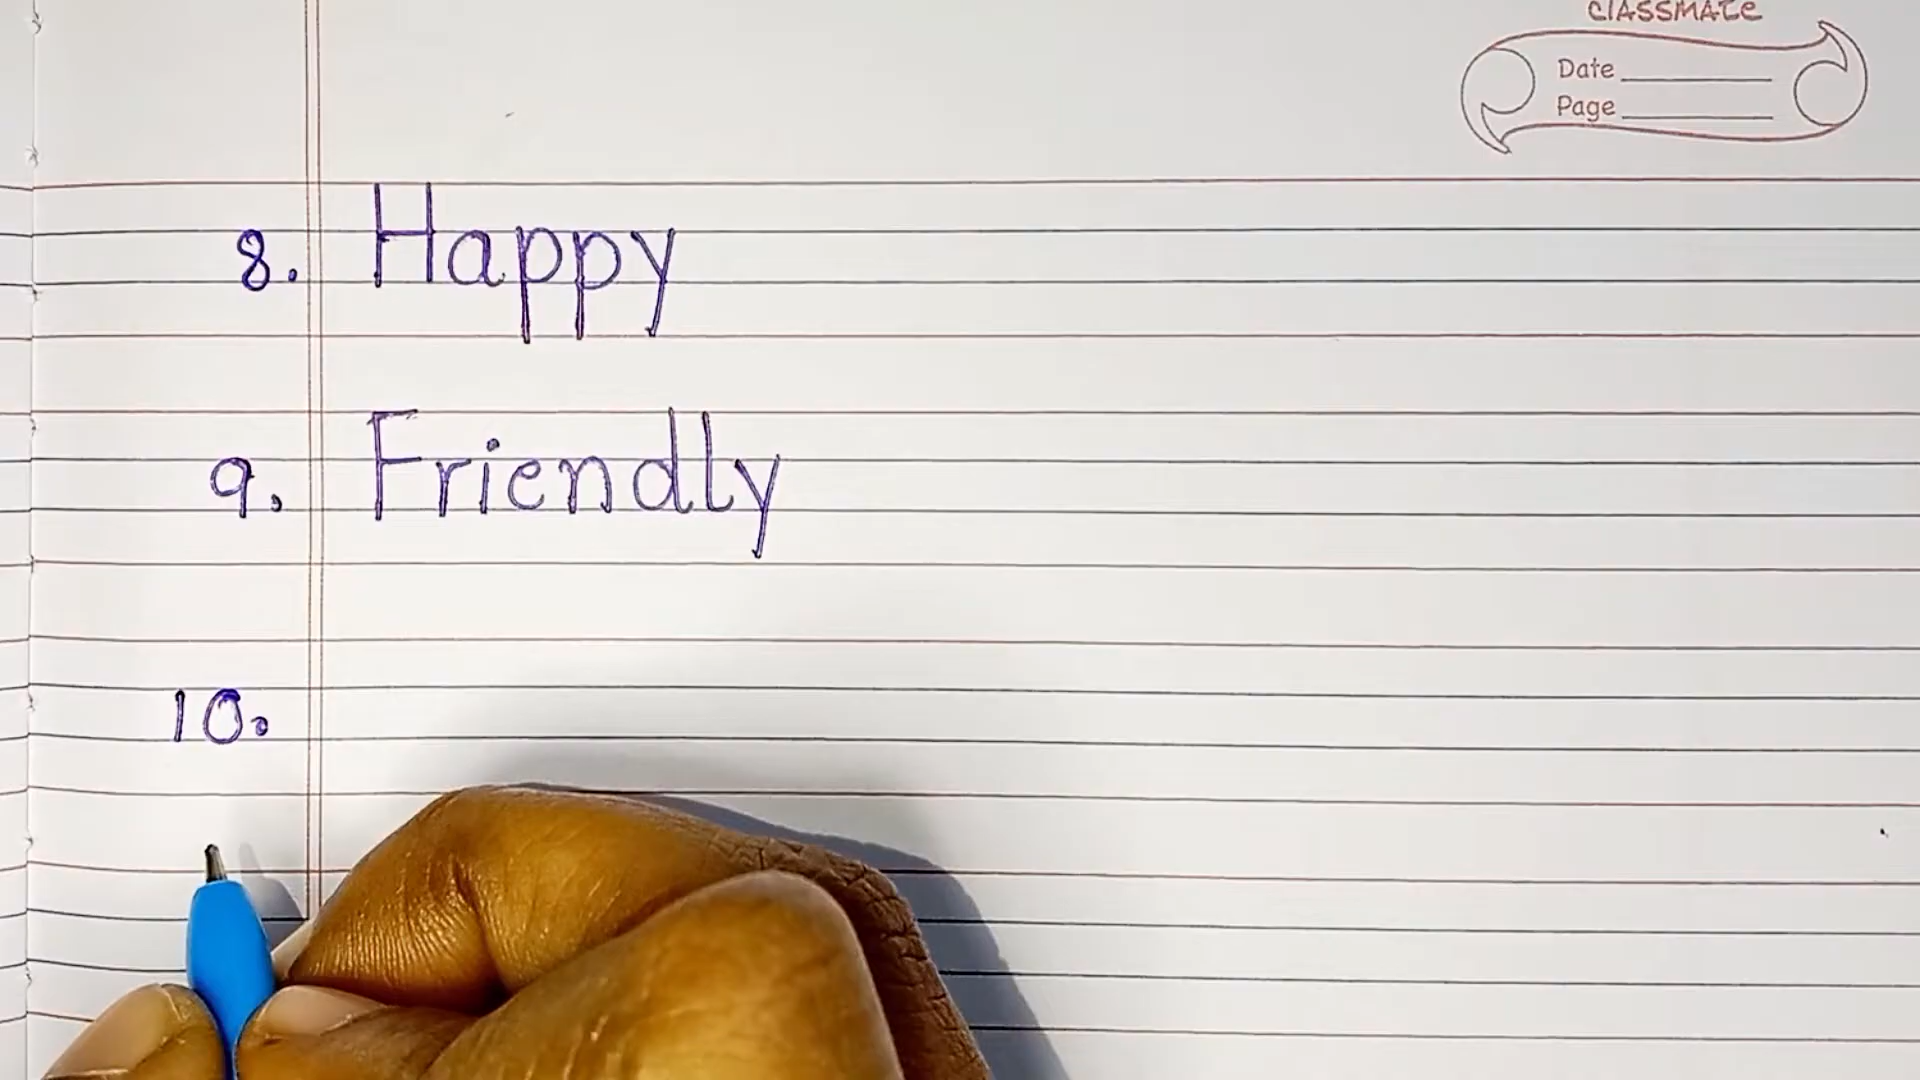 CLASSMATE
Date
Page
8. Happy
9. Friendly
10.